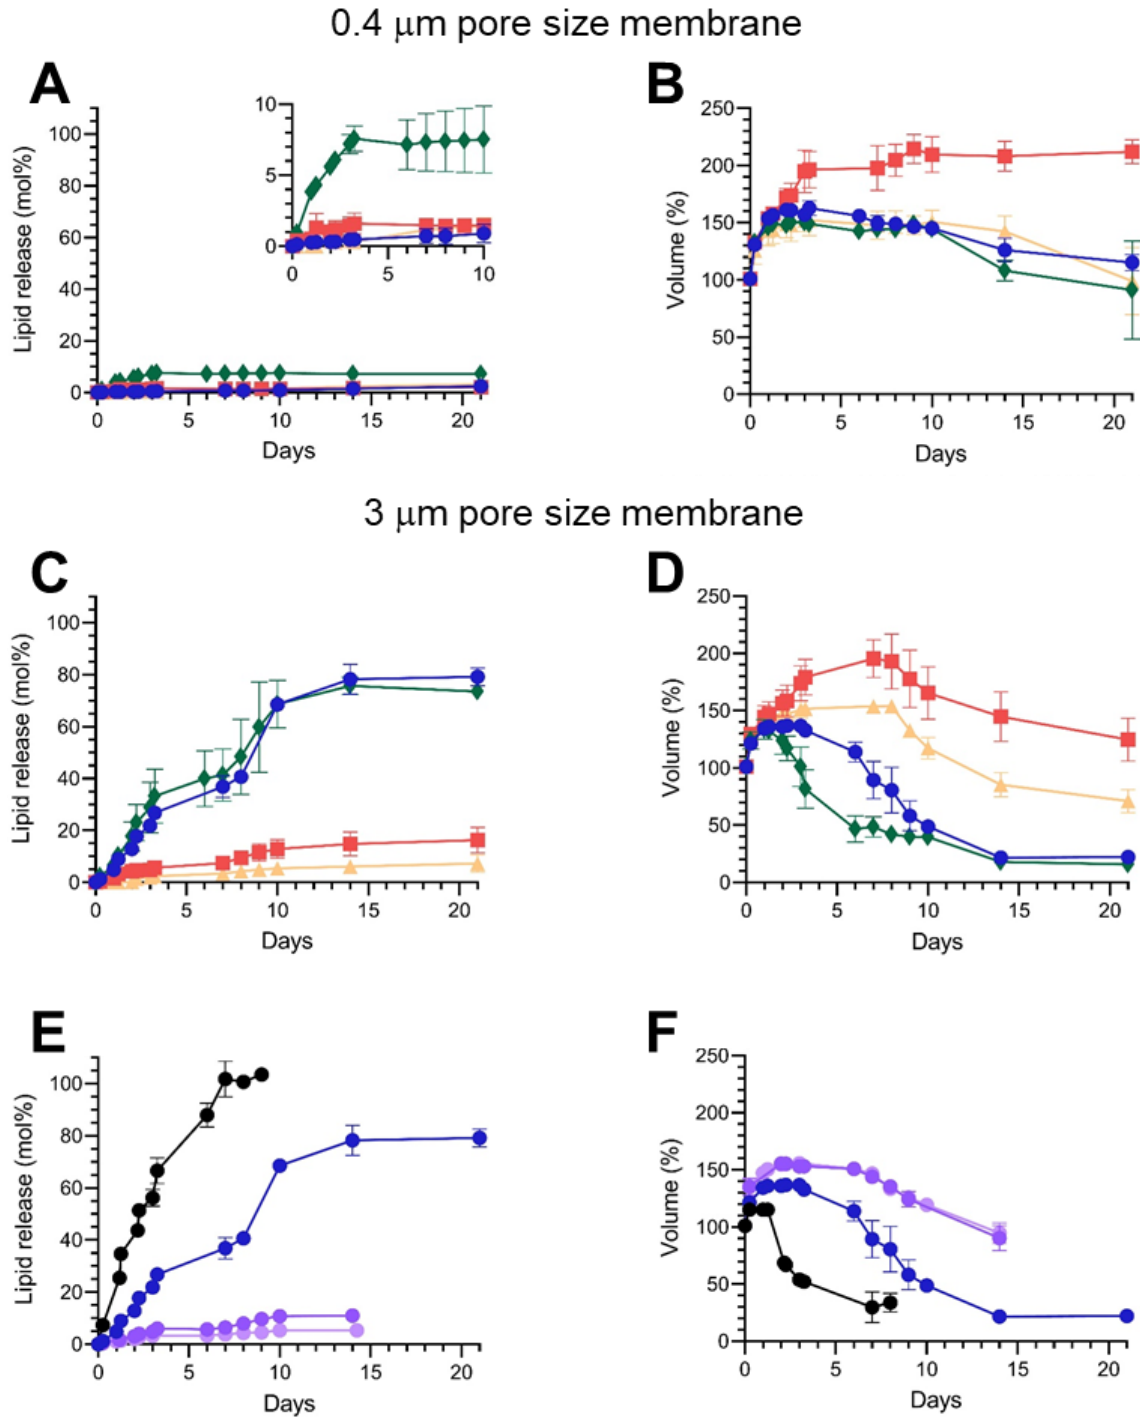 0.4 μm pore size membrane
A
B
Lipid release (mol%)
100
80
60
40
20
0
0 5 10 15 20
Days
10
5
0
0 5 10
Volume (%)
250
200
150
100
50
0
0 5 10 15 20
Days
3 μm pore size membrane
C
D
Lipid release (mol%)
100
80
60
40
20
0
0 5 10 15 20
Days
Volume (%)
250
200
150
100
50
0
0 5 10 15 20
Days
E
F
Lipid release (mol%)
100
80
60
40
20
0
0 5 10 15 20
Days
Volume (%)
250
200
150
100
50
0
0 5 10 15 20
Days